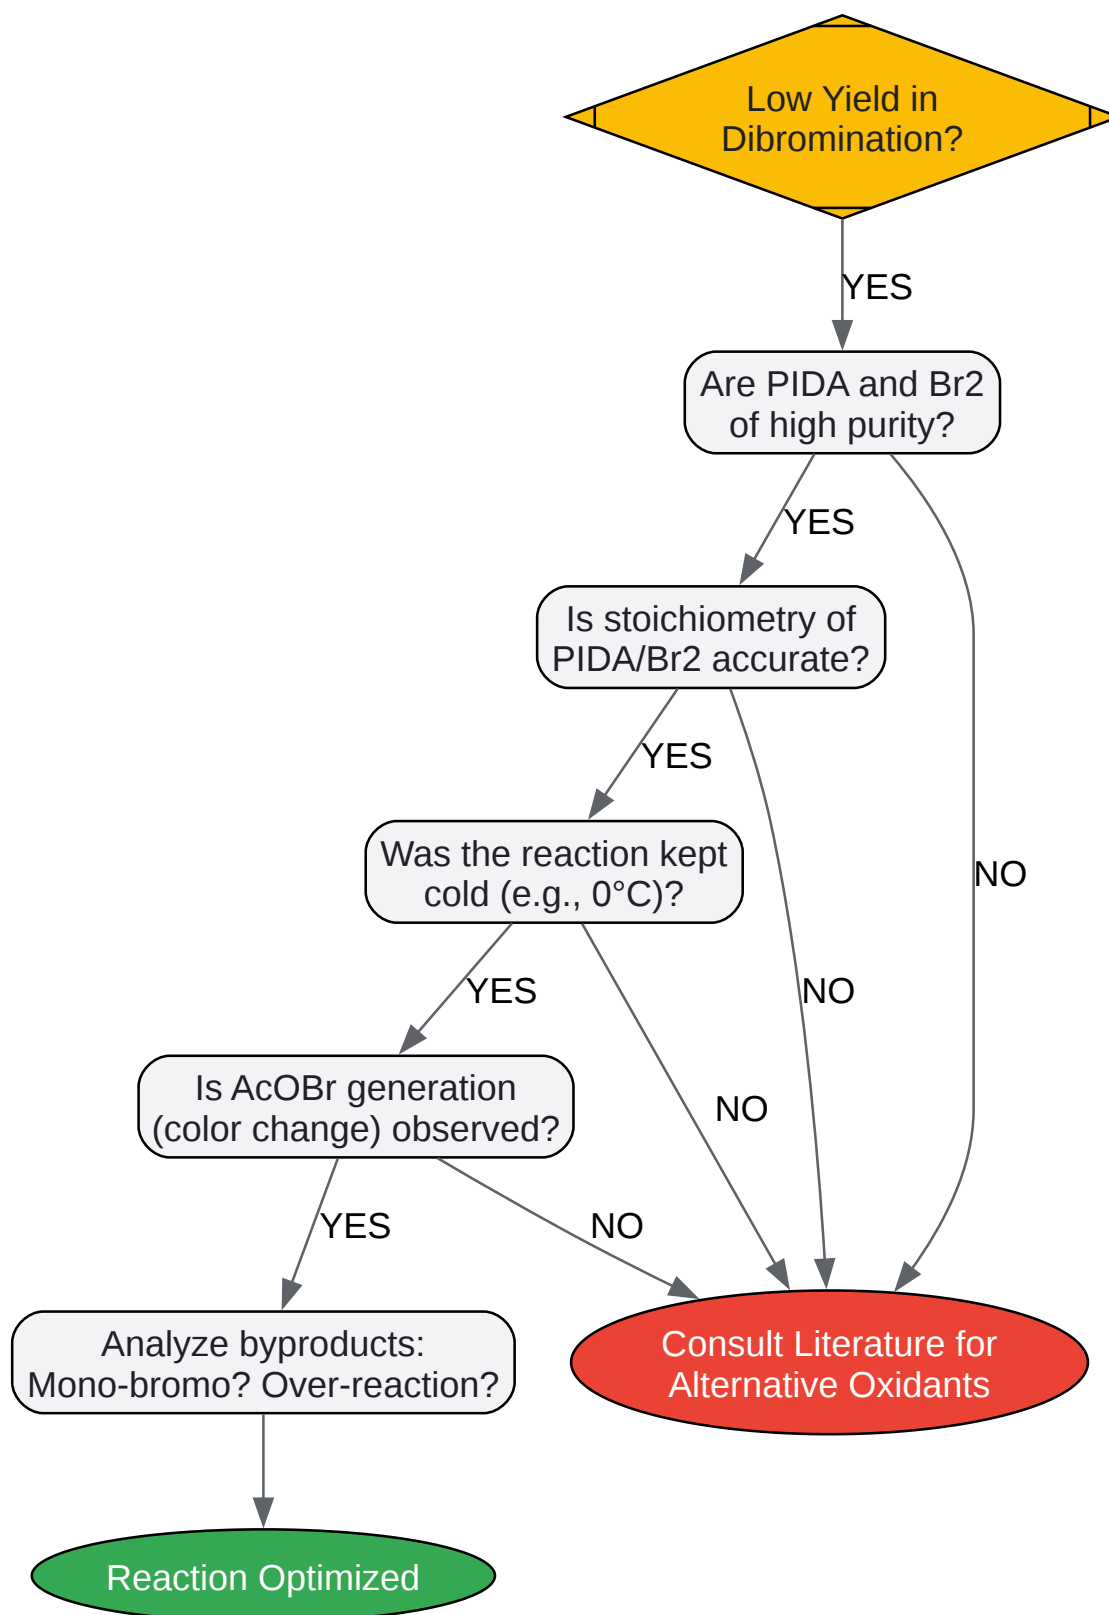 Low Yield in
Dibromination?
YES
Are PIDA and Br2
of high purity?
YES
Is stoichiometry of
PIDA/Br2 accurate?
YES
Was the reaction kept
cold (e.g., 0°C)?
NO
YES
NO
Is AcOBr generation
(color change) observed?
NO
YES
NO
Analyze byproducts:
Mono-bromo? Over-reaction?
Consult Literature for
Alternative Oxidants
Reaction Optimized